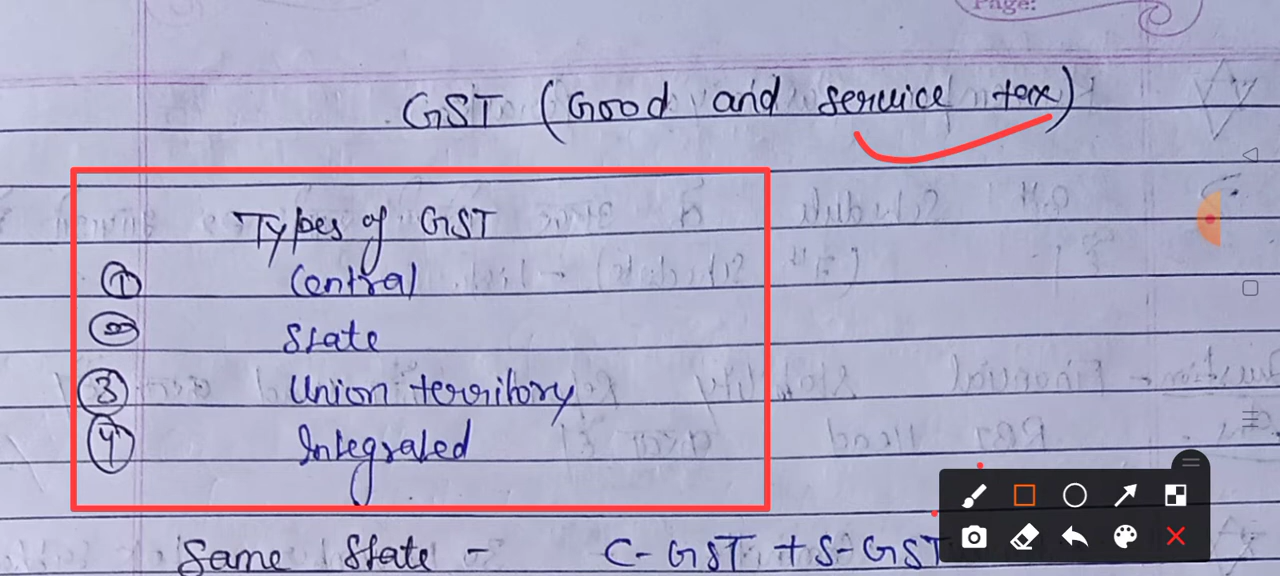 Page:
GST (Good and service tax)
Types of GST
① Central
② State
③ Union territory
④ Integrated
Same State - C-GST + S-GST